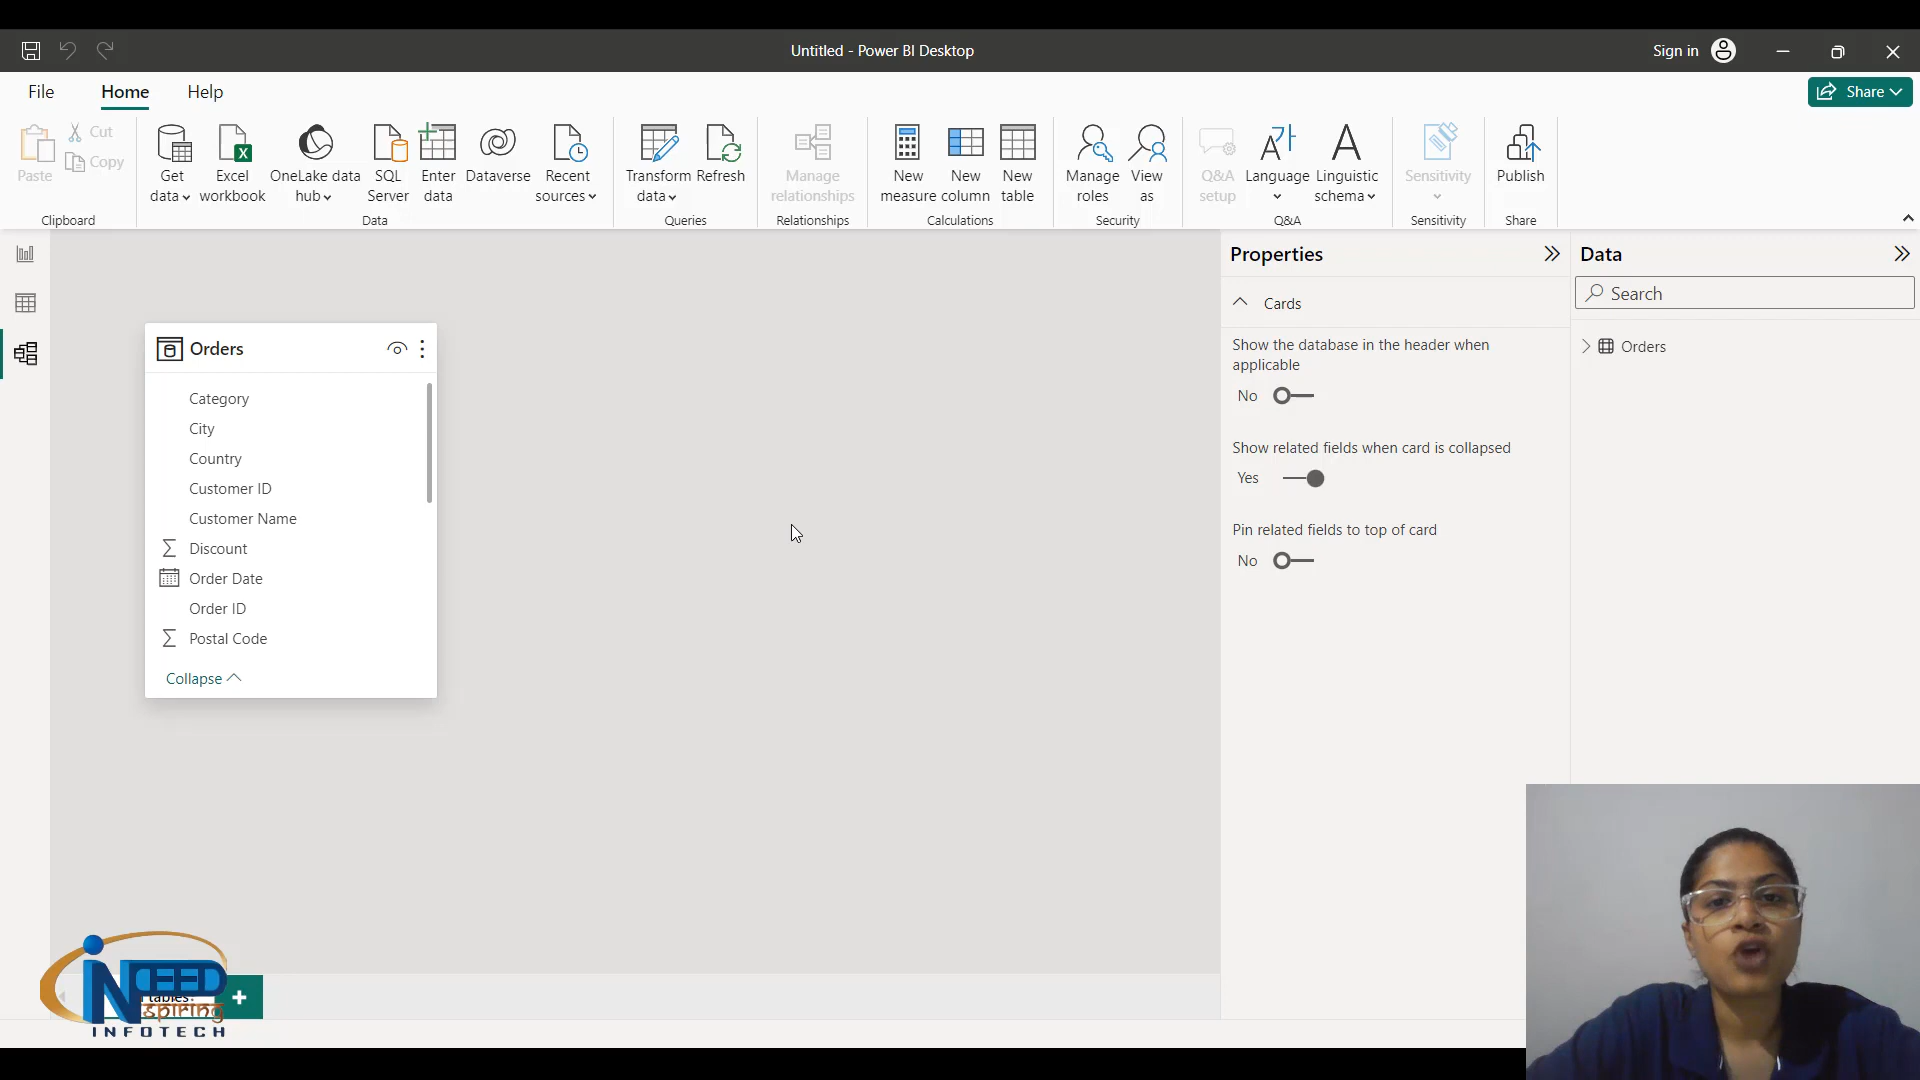 Untitled - Power BI Desktop
Sign in
File
Home
Help
Share
Paste
Cut
Copy
Clipboard
Get
data
Excel
workbook
OneLake data
hub
SQL
Server
Enter
data
Dataverse
Recent
sources
Data
Transform
data
Refresh
Queries
Manage
relationships
Relationships
New
measure
New
column
New
table
Calculations
Manage
roles
View
as
Security
Q&A
setup
Language
Linguistic
schema
Q&A
Sensitivity
Sensitivity
Publish
Share
Orders
Category
City
Country
Customer ID
Customer Name
Discount
Order Date
Order ID
Postal Code
Collapse
Properties
Cards
Show the database in the header when
applicable
No
Show related fields when card is collapsed
Yes
Pin related fields to top of card
No
Data
Search
Orders
tables
iNEED
Nspiring
INFOTECH